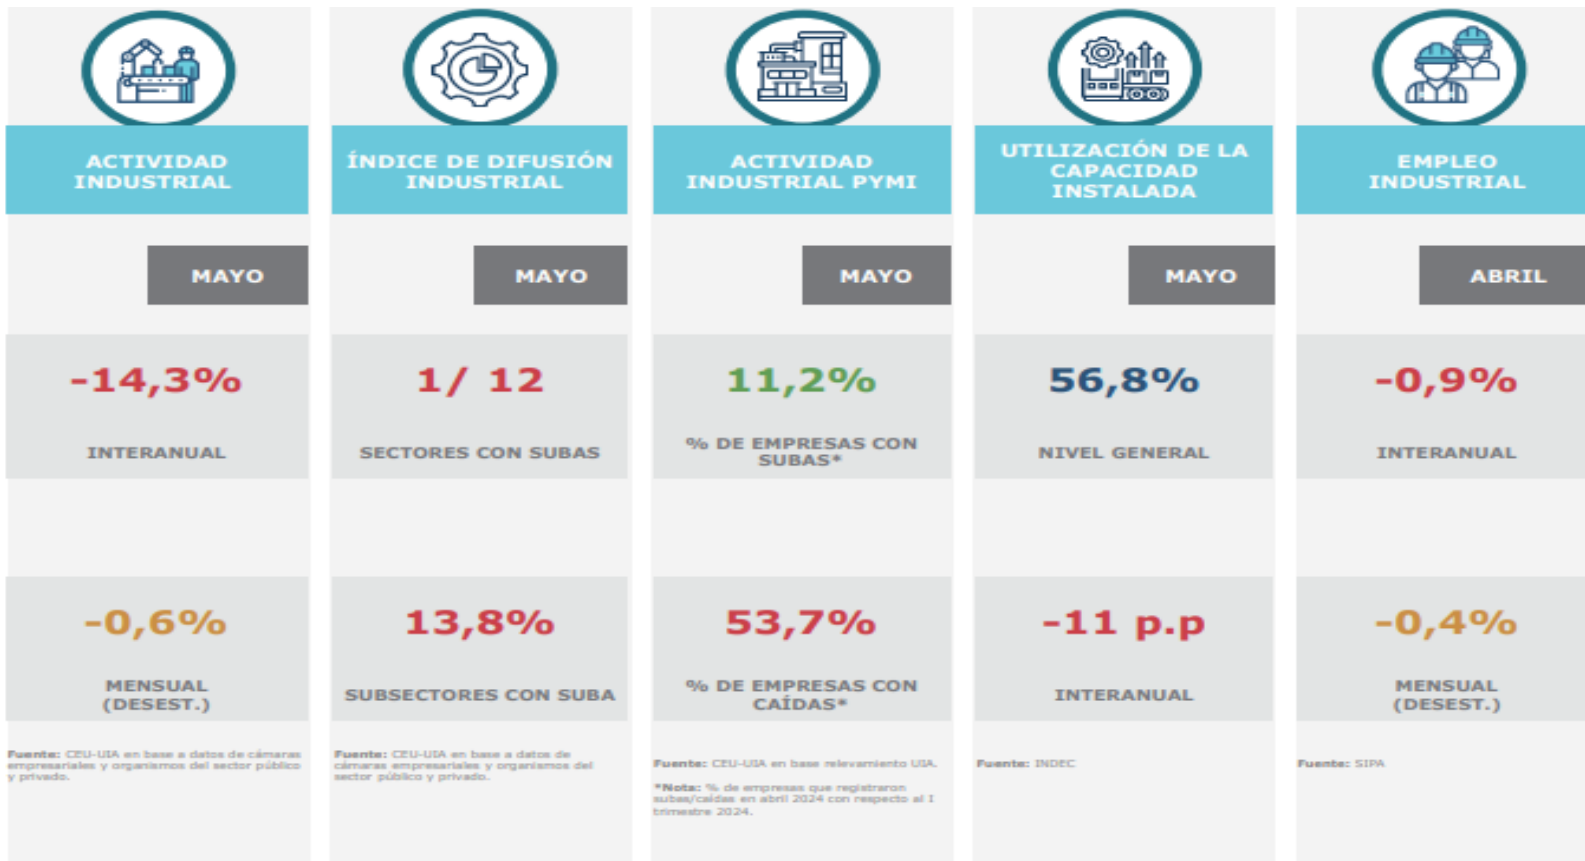 ACTIVIDAD
INDUSTRIAL
MAYO
-14,3%
INTERANUAL
-0,6%
MENSUAL
(DESEST.)
Fuente: CEU-UIA en base a datos de cámaras
empresariales y organismos del sector público
y privado.
ÍNDICE DE DIFUSIÓN
INDUSTRIAL
MAYO
1/ 12
SECTORES CON SUBAS
13,8%
SUBSECTORES CON SUBA
Fuente: CEU-UIA en base a datos de
cámaras empresariales y organismos del
sector público y privado.
ACTIVIDAD
INDUSTRIAL PYMI
MAYO
11,2%
% DE EMPRESAS CON
SUBAS*
53,7%
% DE EMPRESAS CON
CAÍDAS*
Fuente: CEU-UIA en base relevamiento UIA.
*Nota: % de empresas que registraron
subas/caídas en abril 2024 con respecto al I
trimestre 2024.
UTILIZACIÓN DE LA
CAPACIDAD
INSTALADA
MAYO
56,8%
NIVEL GENERAL
-11 p.p
INTERANUAL
Fuente: INDEC
EMPLEO
INDUSTRIAL
ABRIL
-0,9%
INTERANUAL
-0,4%
MENSUAL
(DESEST.)
Fuente: SIPA